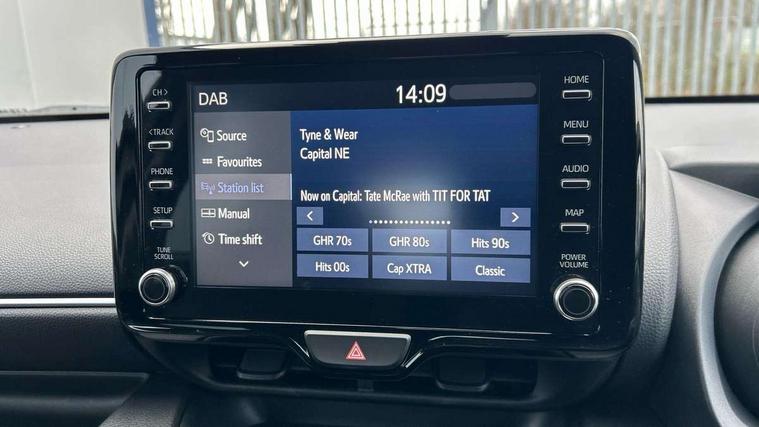 DAB
14:09
CH >
< TRACK
PHONE
SETUP
TUNE
SCROLL
Source
Favourites
Station list
Manual
Time shift
Tyne & Wear
Capital NE
Now on Capital: Tate McRae with TIT FOR TAT
GHR 70s
GHR 80s
Hits 90s
Hits 00s
Cap XTRA
Classic
HOME
MENU
AUDIO
MAP
POWER
VOLUME